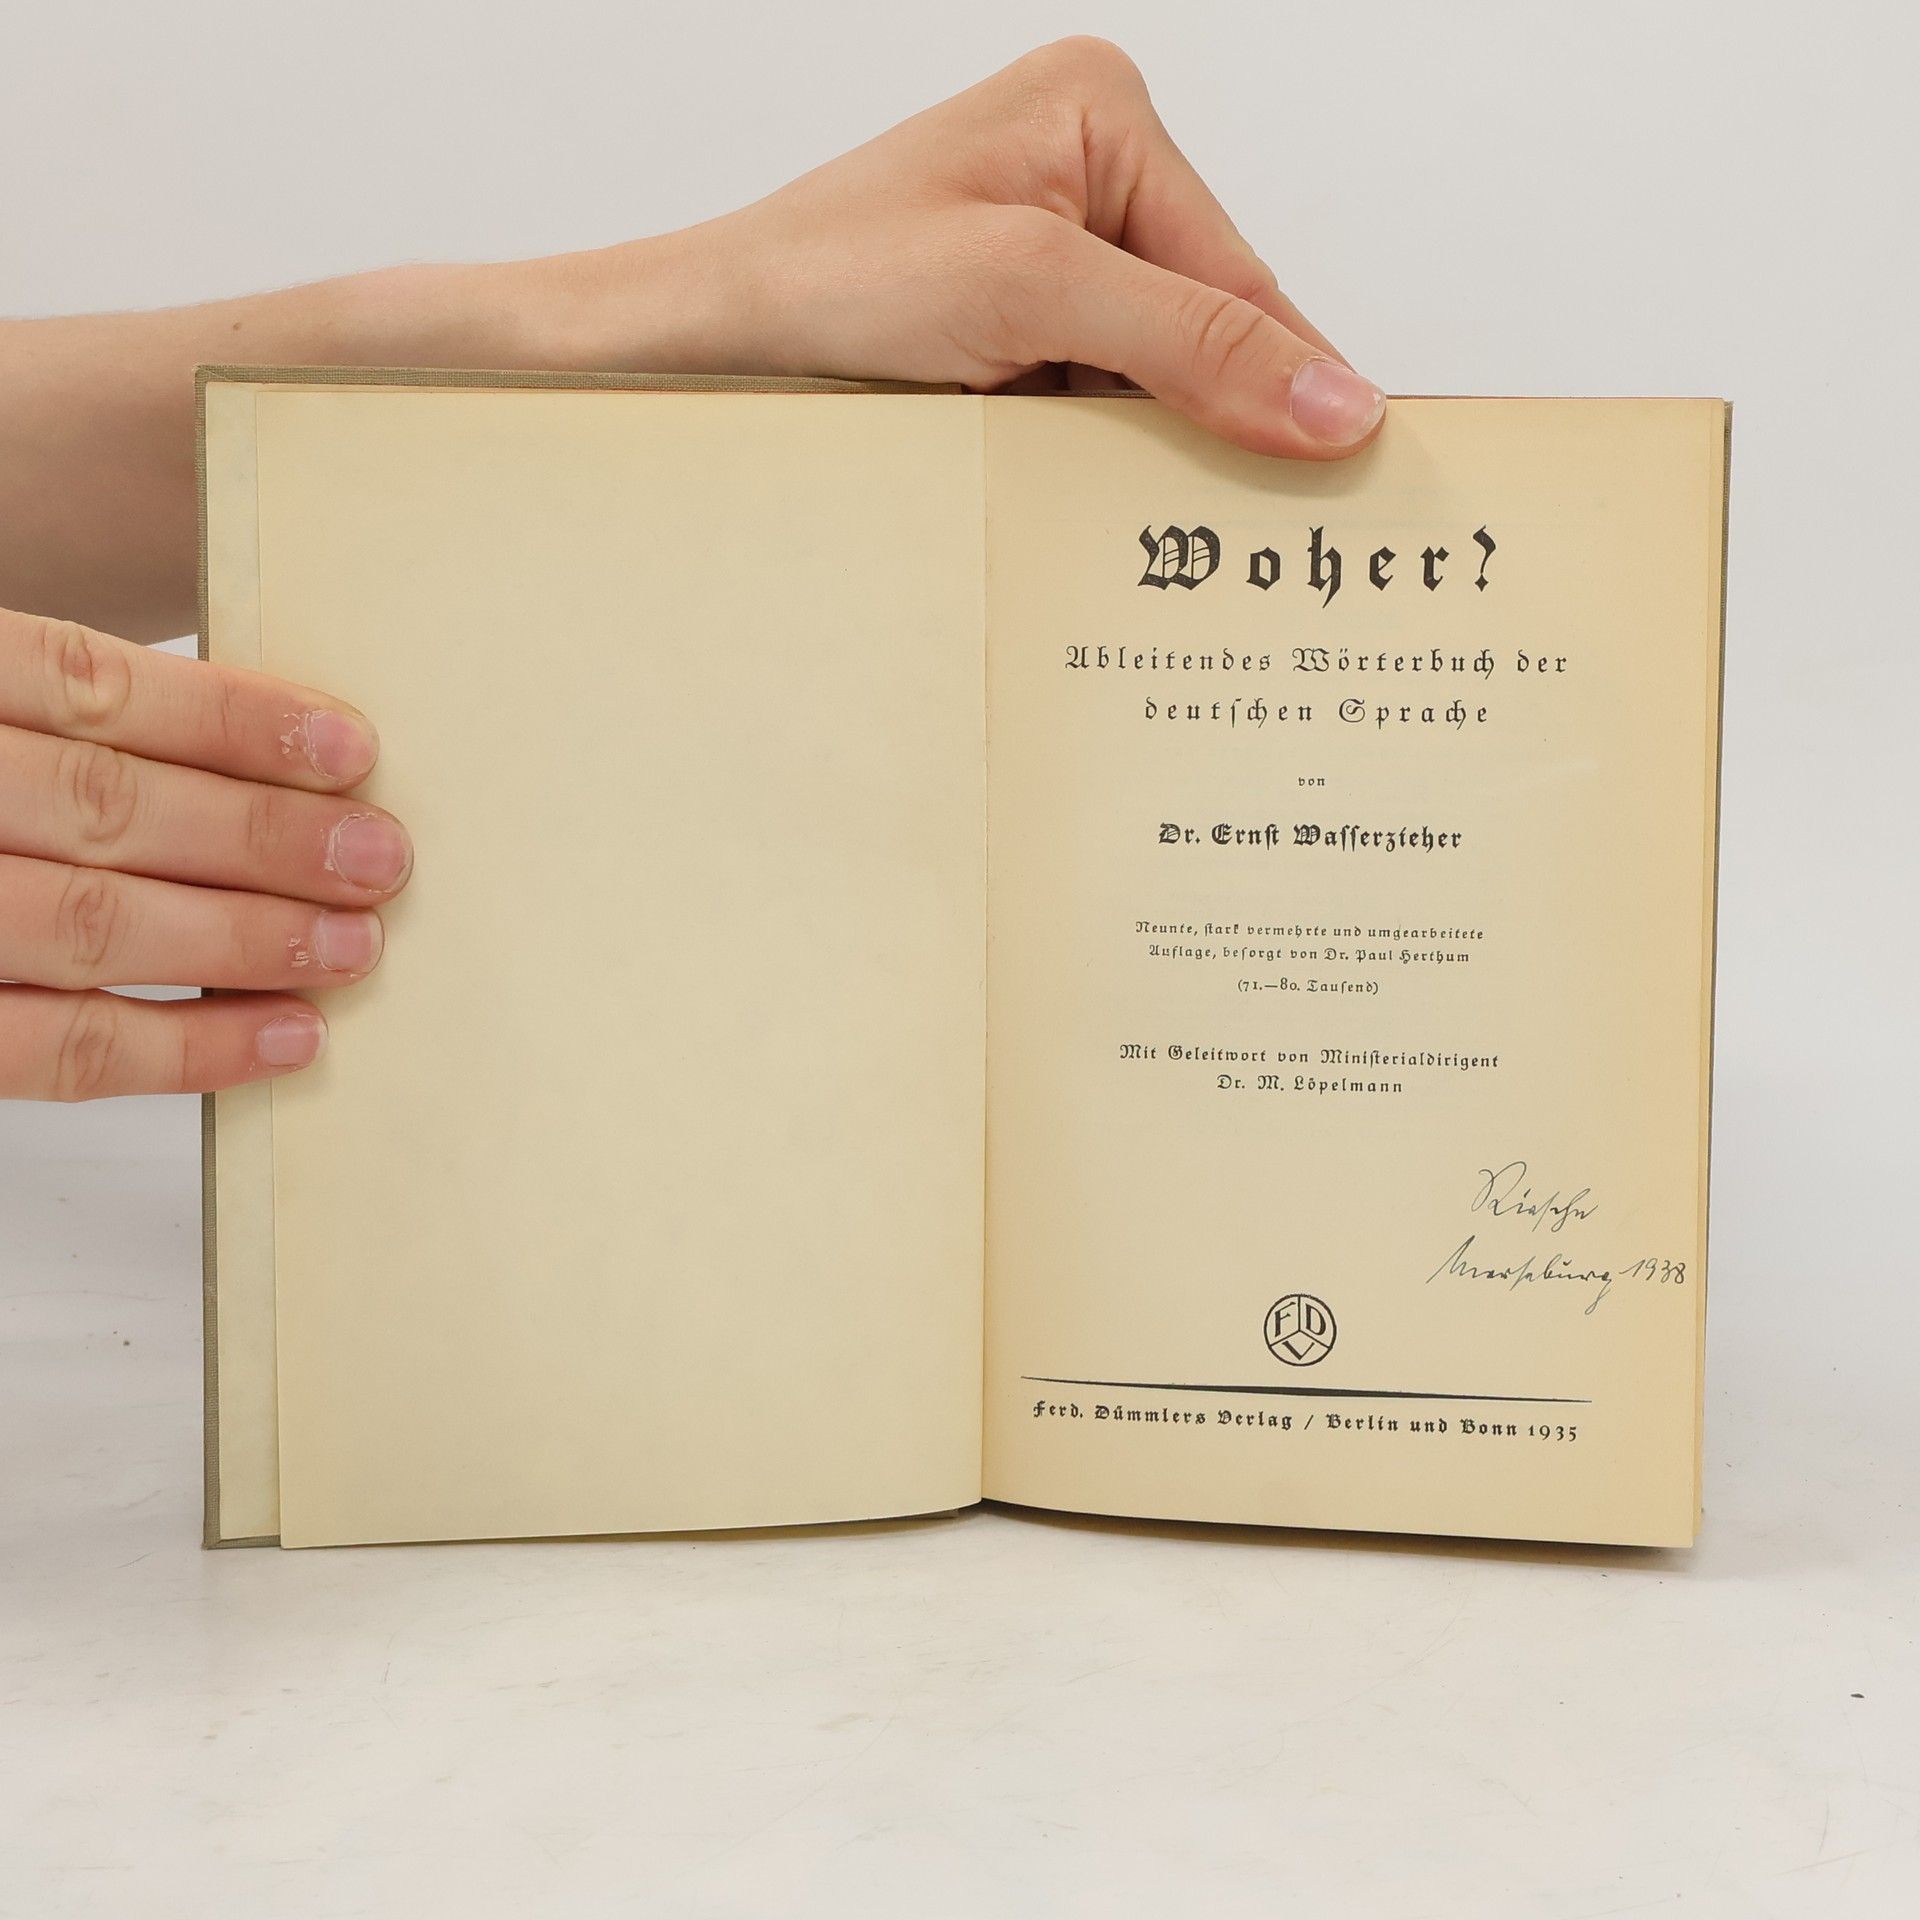 Woher?
Ableitendes Wörterbuch der
deutschen Sprache
von
Dr. Ernst Wasserzieher
Neunte, stark vermehrte und umgearbeitete
Auflage, besorgt von Dr. Paul Herthum
(71.—80. Tausend)
Mit Geleitwort von Ministerialdirigent
Dr. M. Löpelmann
Merseburg 1938
FDV
Ferd. Dümmlers Verlag / Berlin und Bonn 1935